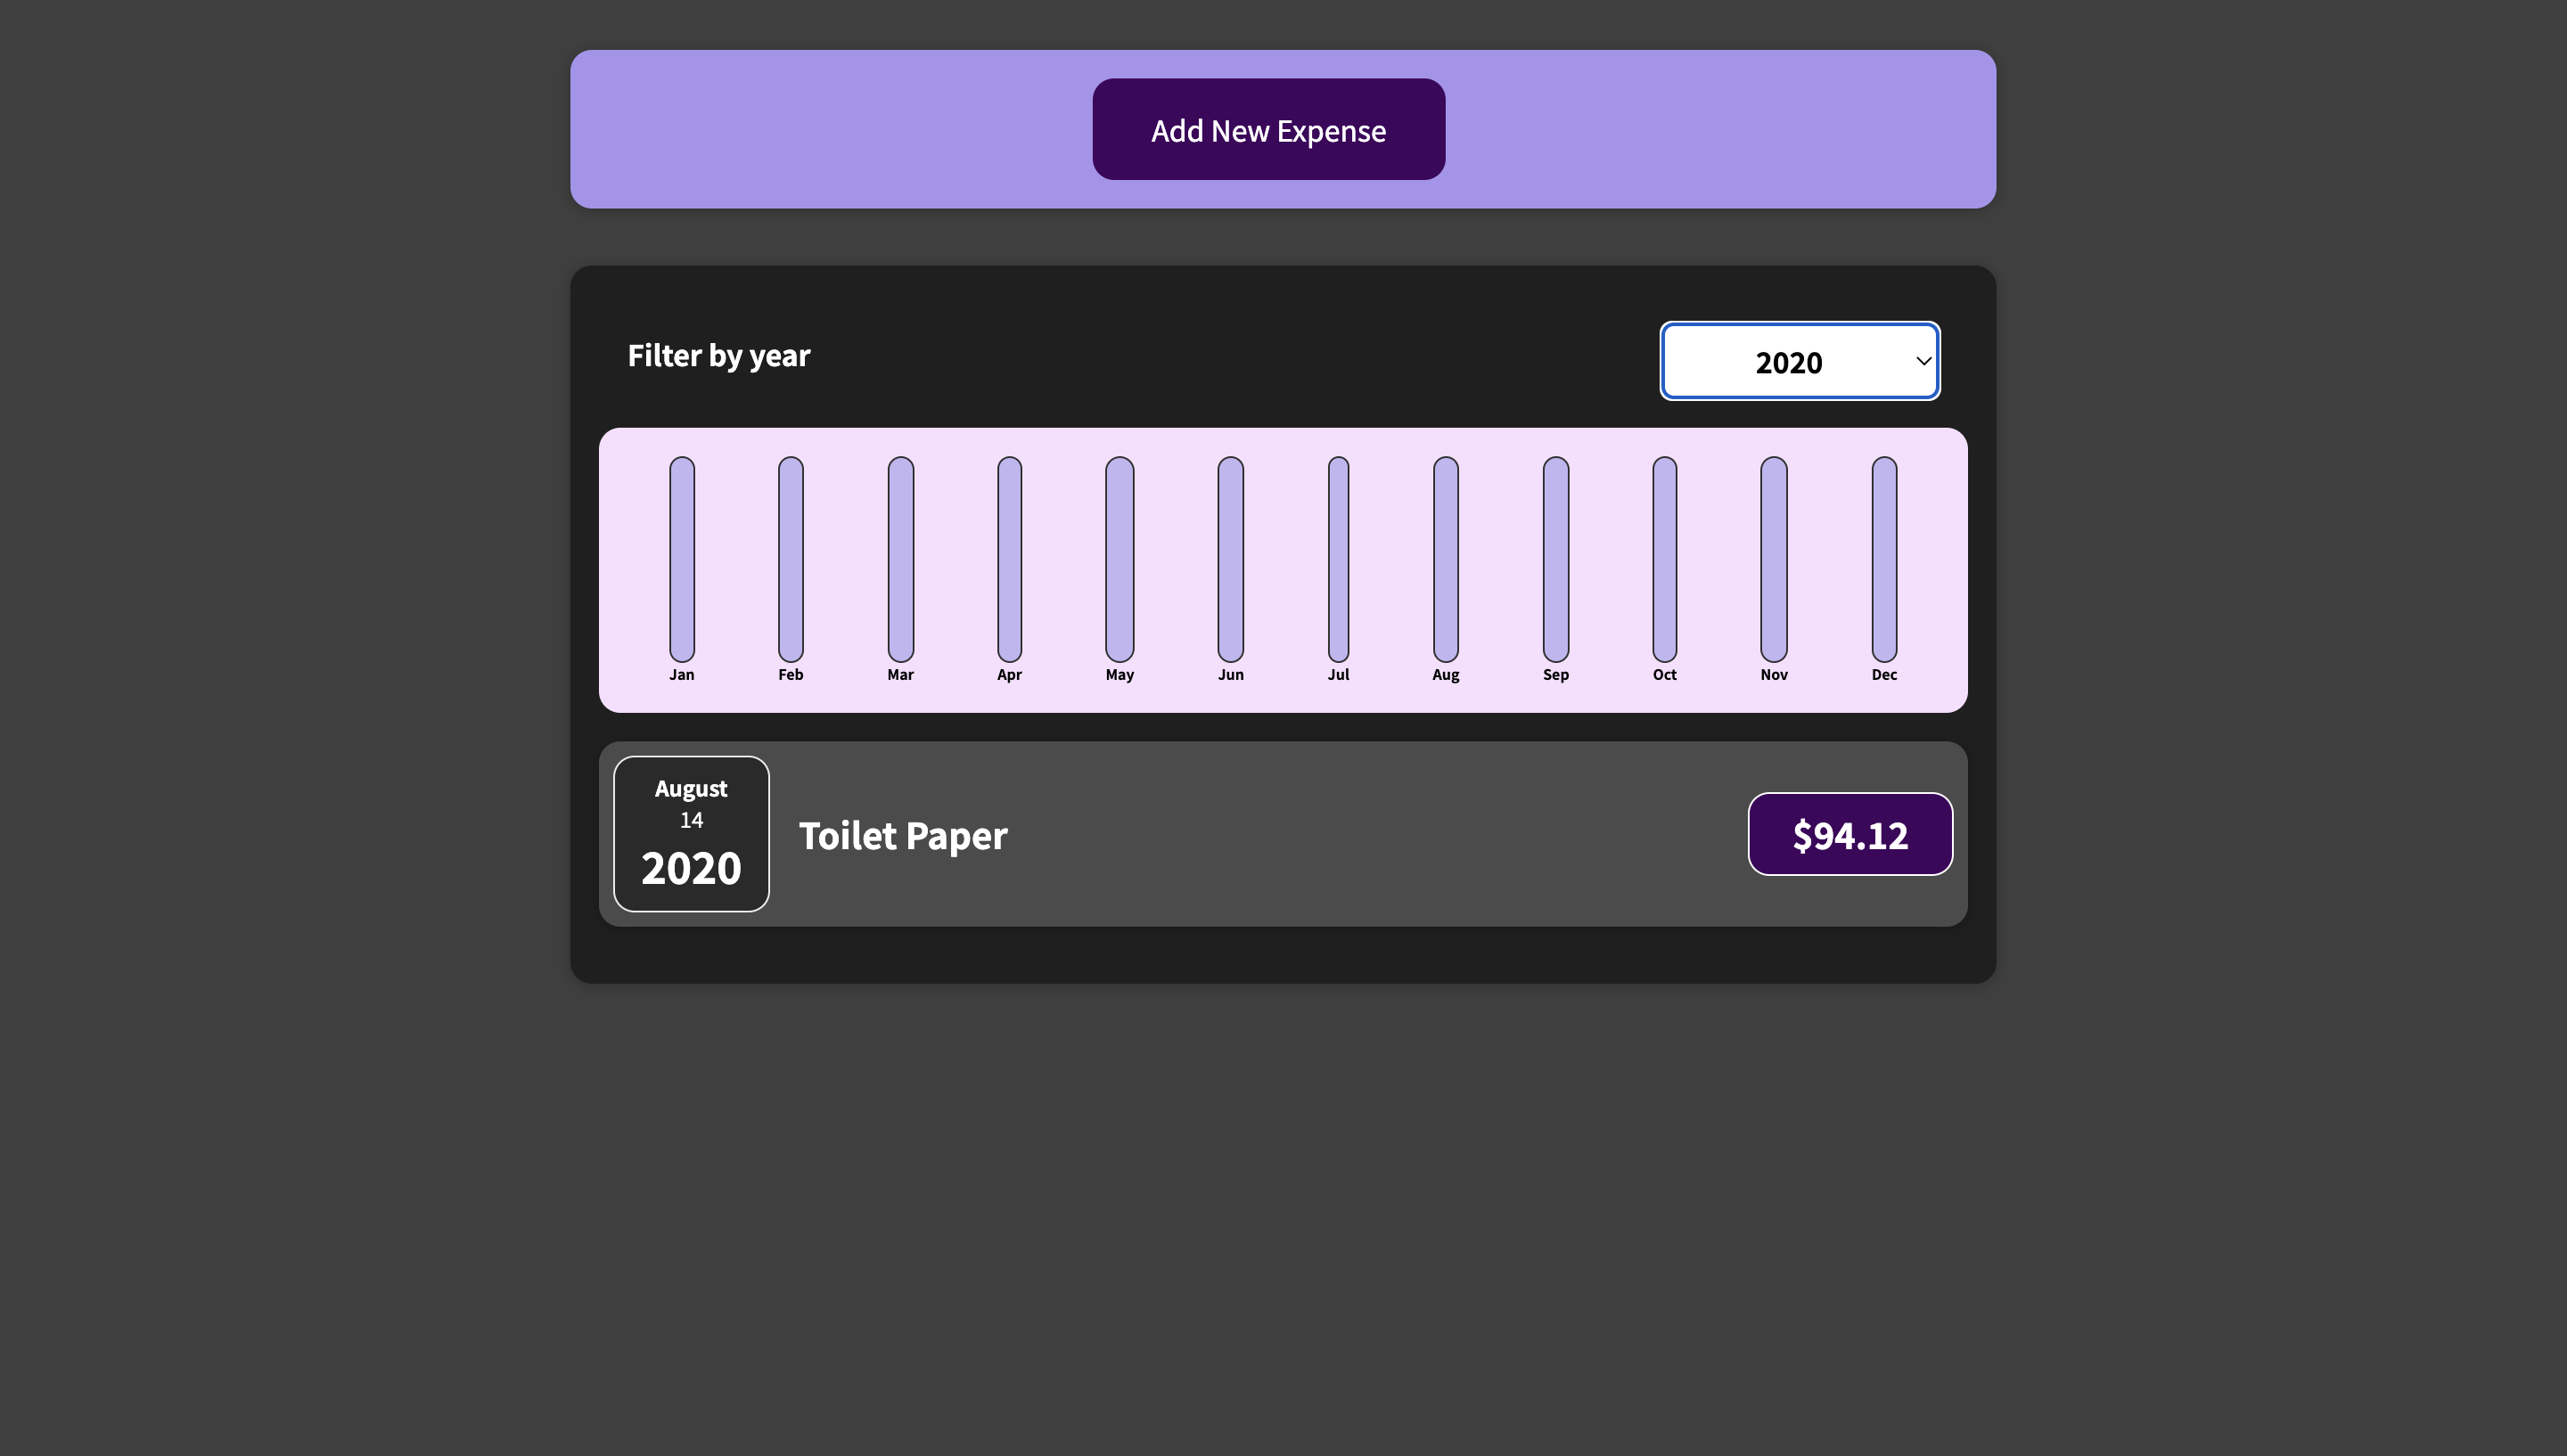 Add New Expense
Filter by year
2020
Jan Feb Mar Apr May Jun Jul Aug Sep Oct Nov Dec
August
14
2020
Toilet Paper
$94.12